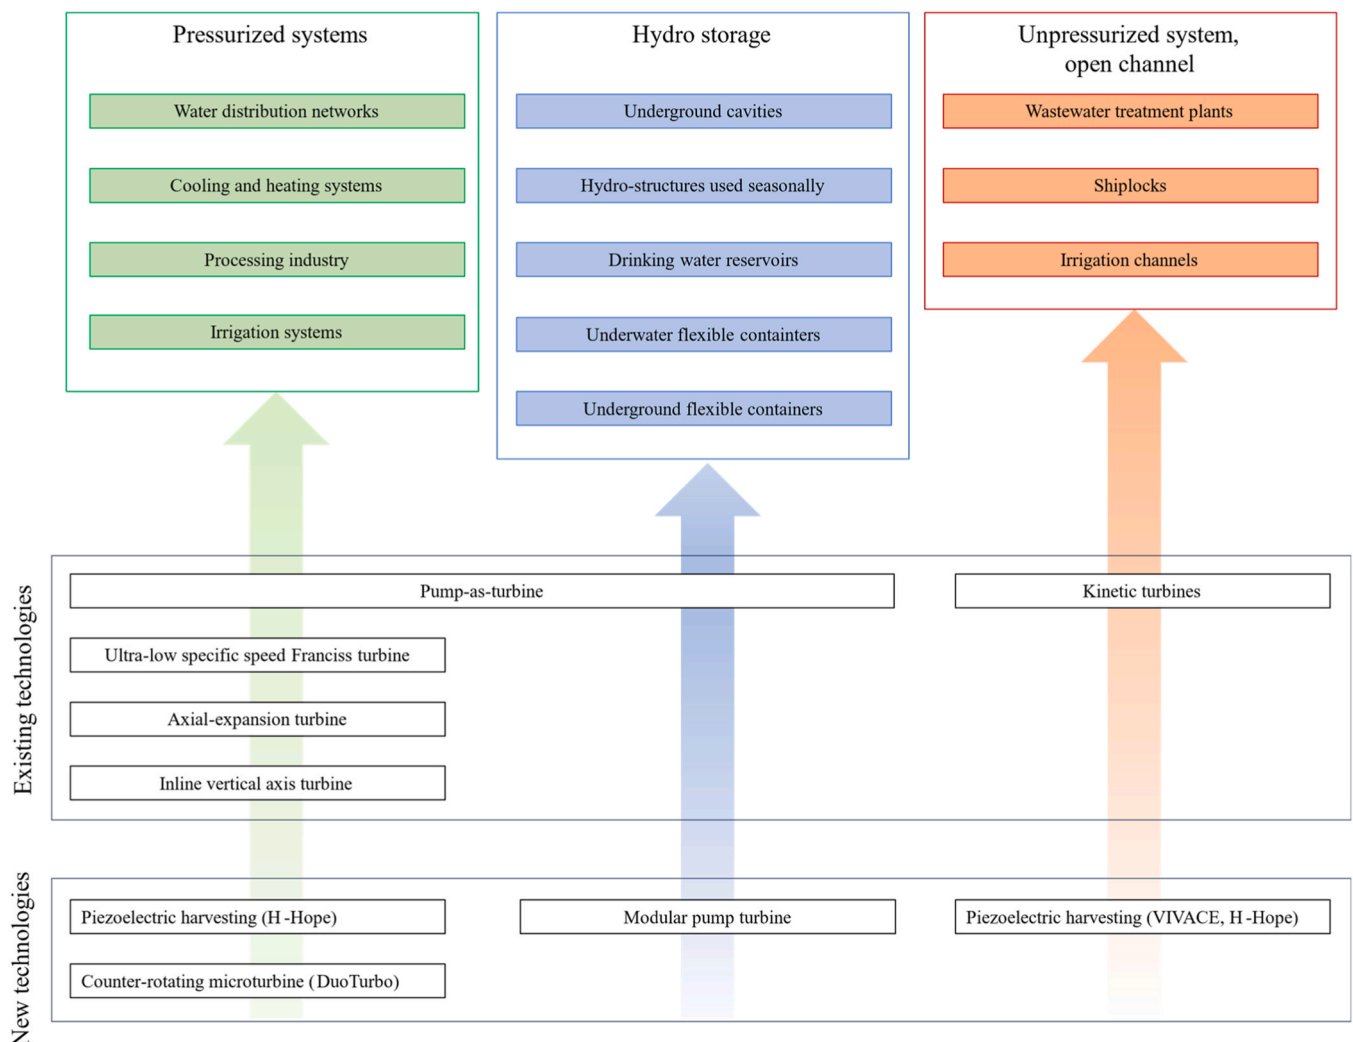 Pressurized systems
Water distribution networks
Cooling and heating systems
Processing industry
Irrigation systems
Hydro storage
Underground cavities
Hydro-structures used seasonally
Drinking water reservoirs
Underwater flexible containters
Underground flexible containers
Unpressurized system,
open channel
Wastewater treatment plants
Shiplocks
Irrigation channels
Existing technologies
Pump-as-turbine
Kinetic turbines
Ultra-low specific speed Franciss turbine
Axial-expansion turbine
Inline vertical axis turbine
New technologies
Piezoelectric harvesting (H-Hope)
Modular pump turbine
Piezoelectric harvesting (VIVACE, H-Hope)
Counter-rotating microturbine (DuoTurbo)